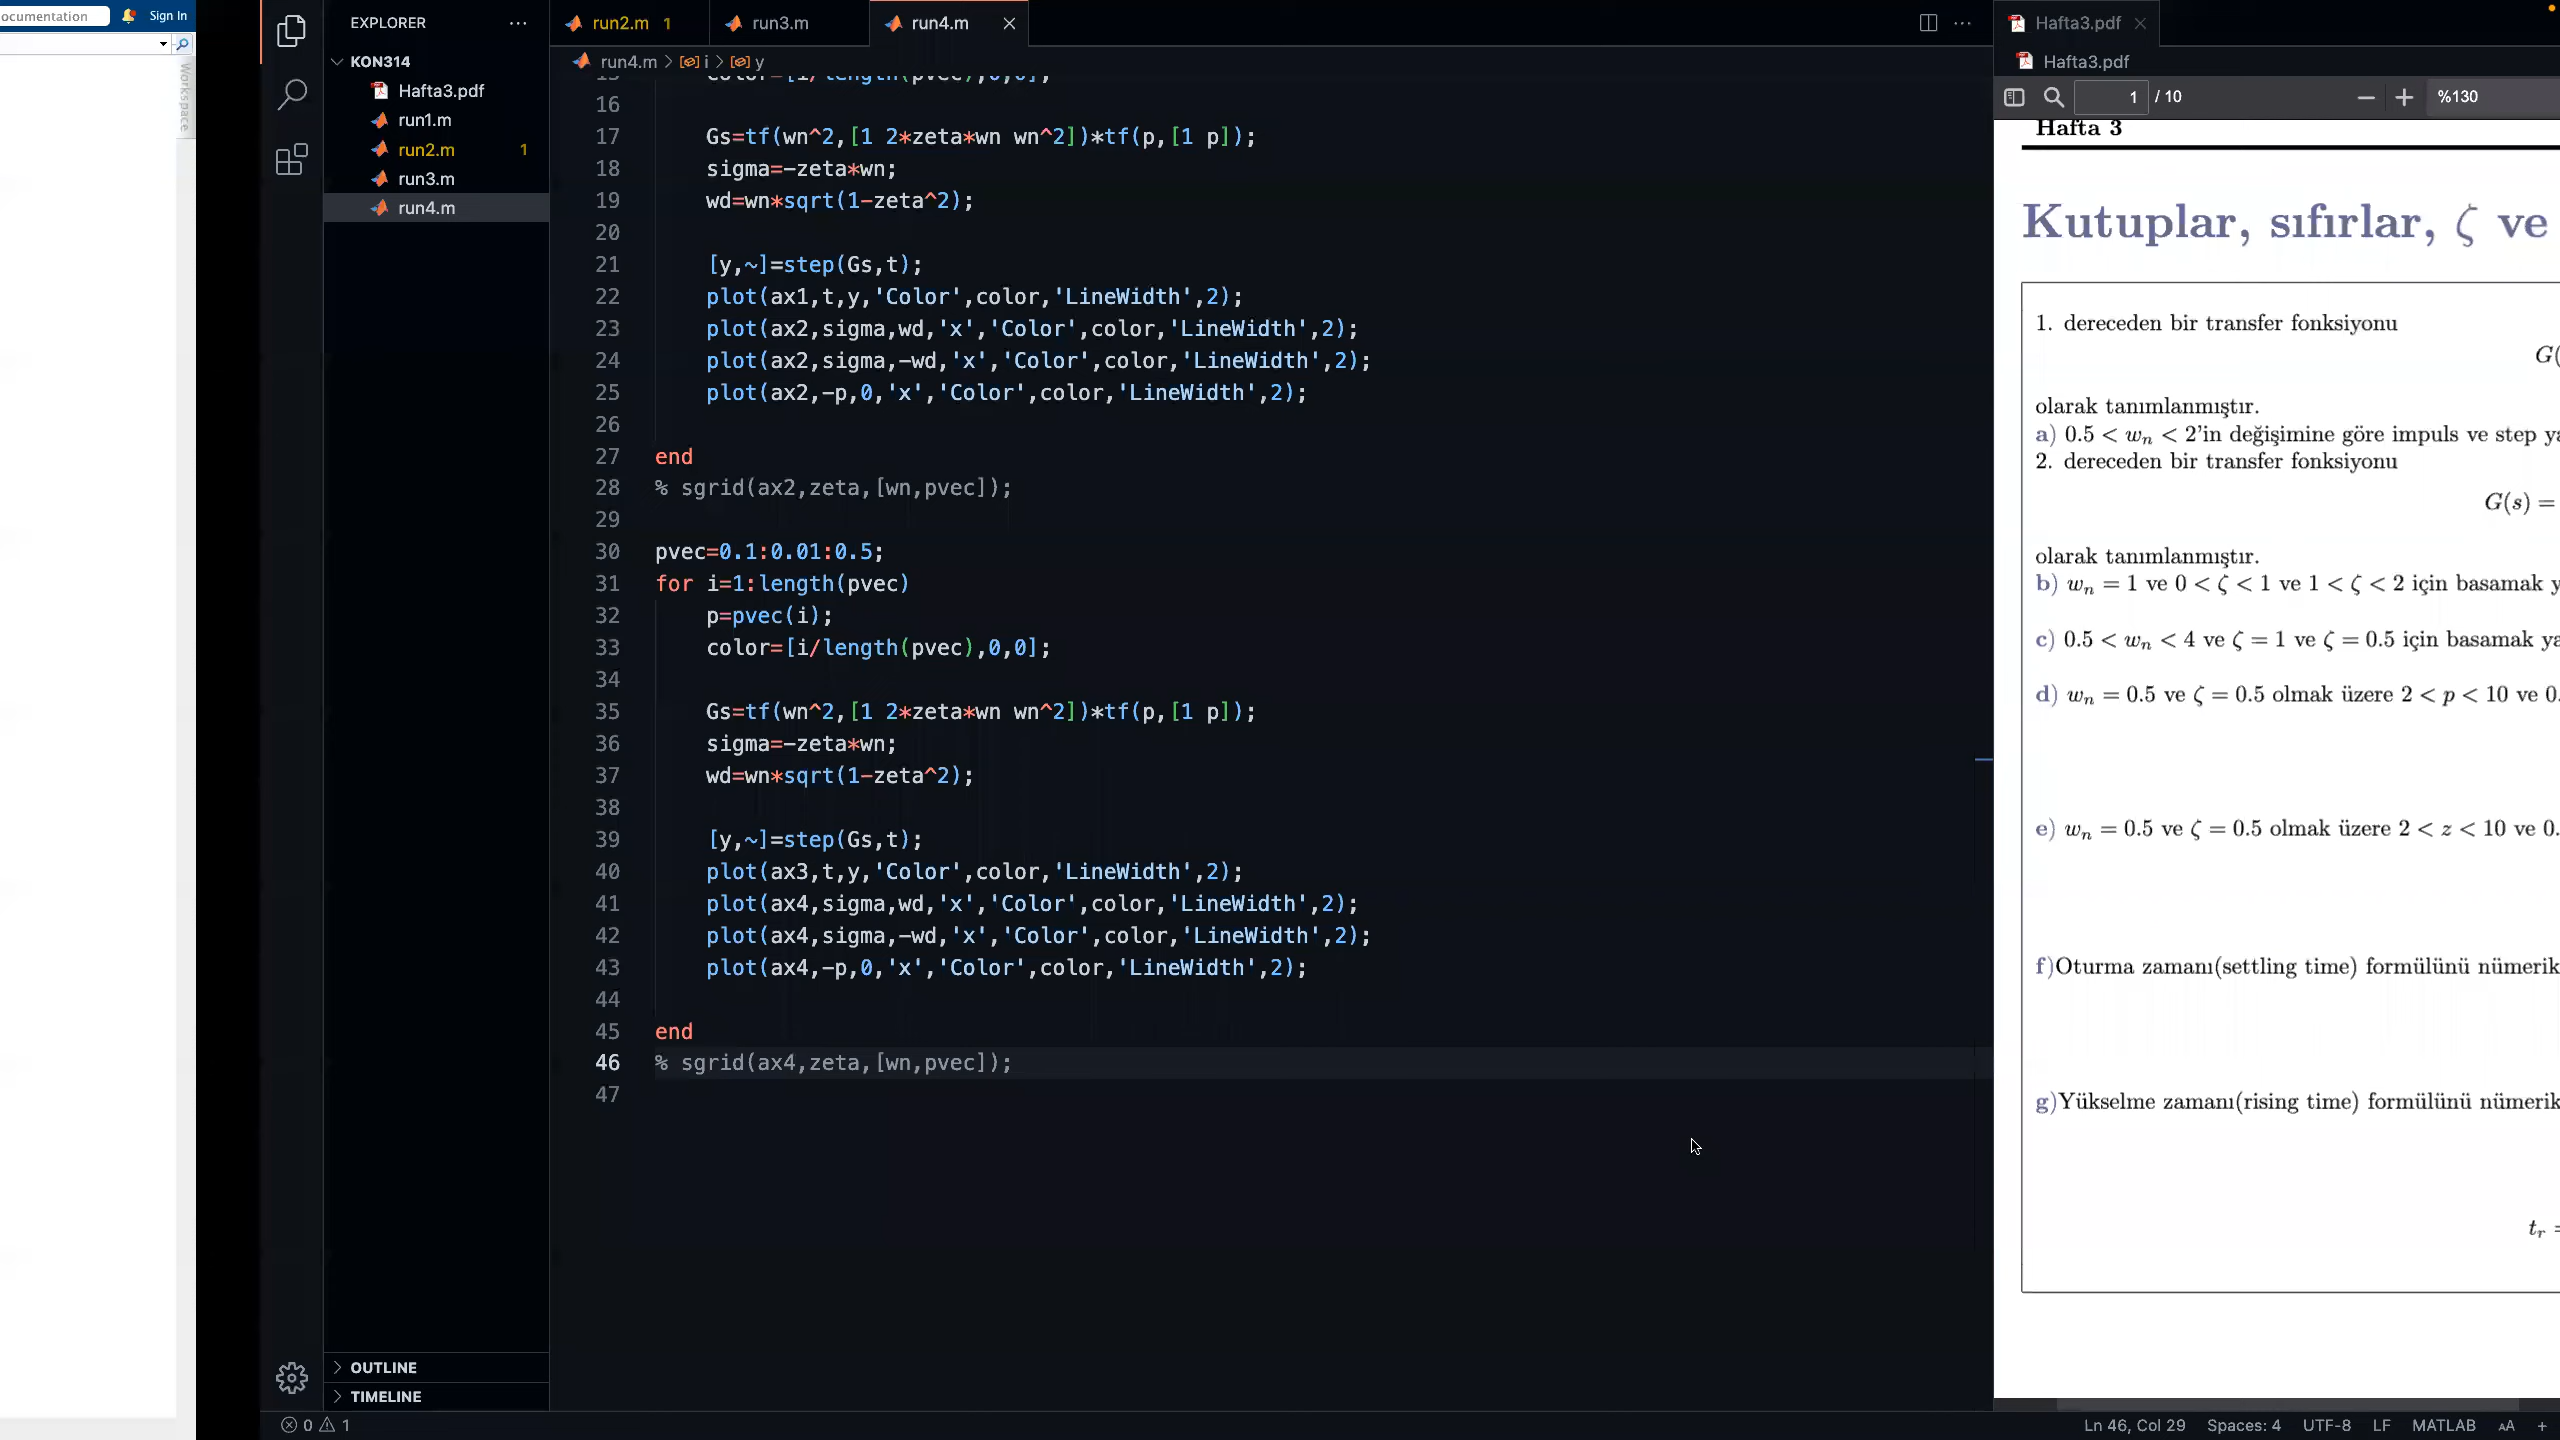 ocumentation
Sign In
Workspace
EXPLORER
KON314
Hafta3.pdf
run1.m
run2.m 1
run3.m
run4.m
OUTLINE
TIMELINE
run2.m 1
run3.m
run4.m
run4.m > i > y
15 color=[i/length(pvec),0,0];
16
17 Gs=tf(wn^2,[1 2*zeta*wn wn^2])*tf(p,[1 p]);
18 sigma=-zeta*wn;
19 wd=wn*sqrt(1-zeta^2);
20
21 [y,~]=step(Gs,t);
22 plot(ax1,t,y,'Color',color,'LineWidth',2);
23 plot(ax2,sigma,wd,'x','Color',color,'LineWidth',2);
24 plot(ax2,sigma,-wd,'x','Color',color,'LineWidth',2);
25 plot(ax2,-p,0,'x','Color',color,'LineWidth',2);
26
27 end
28 % sgrid(ax2,zeta,[wn,pvec]);
29
30 pvec=0.1:0.01:0.5;
31 for i=1:length(pvec)
32 p=pvec(i);
33 color=[i/length(pvec),0,0];
34
35 Gs=tf(wn^2,[1 2*zeta*wn wn^2])*tf(p,[1 p]);
36 sigma=-zeta*wn;
37 wd=wn*sqrt(1-zeta^2);
38
39 [y,~]=step(Gs,t);
40 plot(ax3,t,y,'Color',color,'LineWidth',2);
41 plot(ax4,sigma,wd,'x','Color',color,'LineWidth',2);
42 plot(ax4,sigma,-wd,'x','Color',color,'LineWidth',2);
43 plot(ax4,-p,0,'x','Color',color,'LineWidth',2);
44
45 end
46 % sgrid(ax4,zeta,[wn,pvec]);
47
Hafta3.pdf
Hafta3.pdf
1 / 10 %130
Hafta 3
Kutuplar, sıfırlar, ζ ve
1. dereceden bir transfer fonksiyonu
G(
olarak tanımlanmıştır.
a) 0.5 < wn < 2'in değişimine göre impuls ve step ya
2. dereceden bir transfer fonksiyonu
G(s) =
olarak tanımlanmıştır.
b) wn = 1 ve 0 < ζ < 1 ve 1 < ζ < 2 için basamak y
c) 0.5 < wn < 4 ve ζ = 1 ve ζ = 0.5 için basamak ya
d) wn = 0.5 ve ζ = 0.5 olmak üzere 2 < p < 10 ve 0.
e) wn = 0.5 ve ζ = 0.5 olmak üzere 2 < z < 10 ve 0.
f)Oturma zamanı(settling time) formülünü nümerik
g)Yükselme zamanı(rising time) formülünü nümerik
tr =
0 1
Ln 46, Col 29 Spaces: 4 UTF-8 LF MATLAB AA